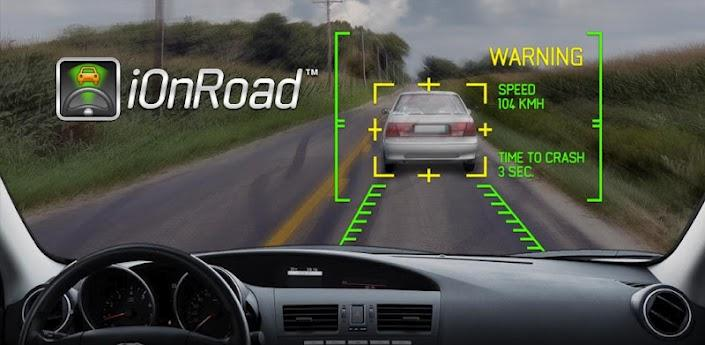 iOnRoad™
WARNING
SPEED
104 KMH
TIME TO CRASH
3 SEC.